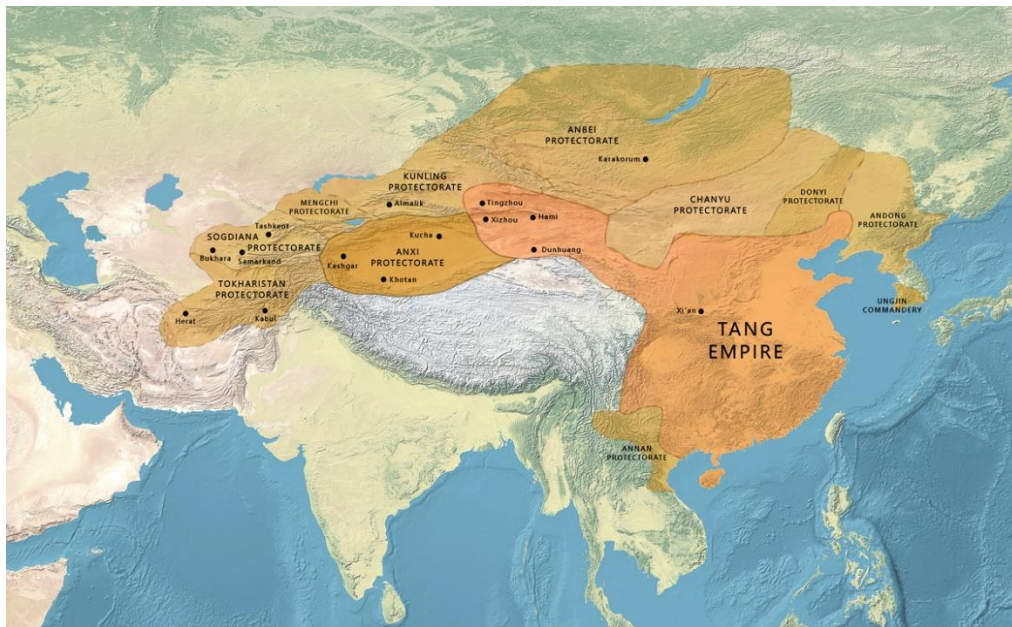 ANBEI
PROTECTORATE
Karakorum
KUNLING
PROTECTORATE
DONYI
PROTECTORATE
MENGCHI
PROTECTORATE
Almalik
Tingzhou
CHANYU
PROTECTORATE
Xizhou
Hami
ANDONG
PROTECTORATE
Tashkent
SOGDIANA
PROTECTORATE
Bukhara
Samarkand
Kucha
ANXI
PROTECTORATE
Kashgar
Khotan
Dunhuang
TOKHARISTAN
PROTECTORATE
Herat
Kabul
Xi'an
UNGJIN
COMMANDERY
TANG
EMPIRE
ANNAN
PROTECTORATE